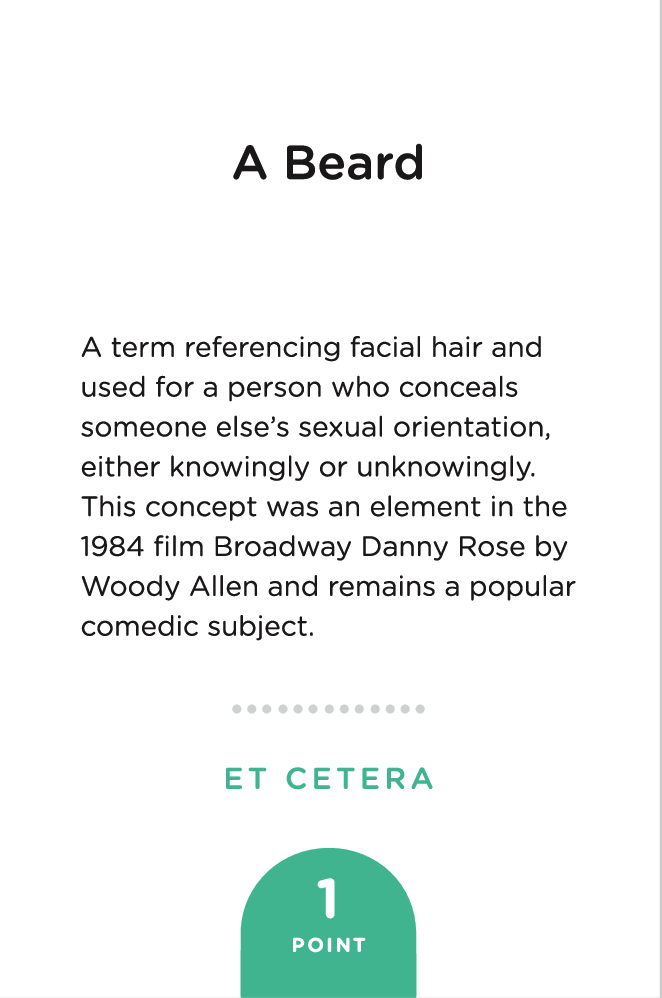 A Beard
A term referencing facial hair and
used for a person who conceals
someone else’s sexual orientation,
either knowingly or unknowingly.
This concept was an element in the
1984 film Broadway Danny Rose by
Woody Allen and remains a popular
comedic subject.
ET CETERA
1
POINT